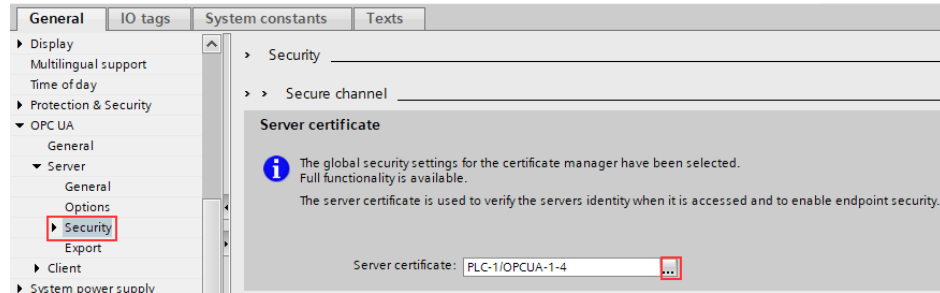 General IO tags System constants Texts
Display
Multilingual support
Time of day
Protection & Security
OPC UA
General
Server
General
Options
Security
Export
Client
System power supply
Security
Secure channel
Server certificate
The global security settings for the certificate manager have been selected.
Full functionality is available.
The server certificate is used to verify the servers identity when it is accessed and to enable endpoint security.
Server certificate: PLC-1/OPCUA-1-4 ...